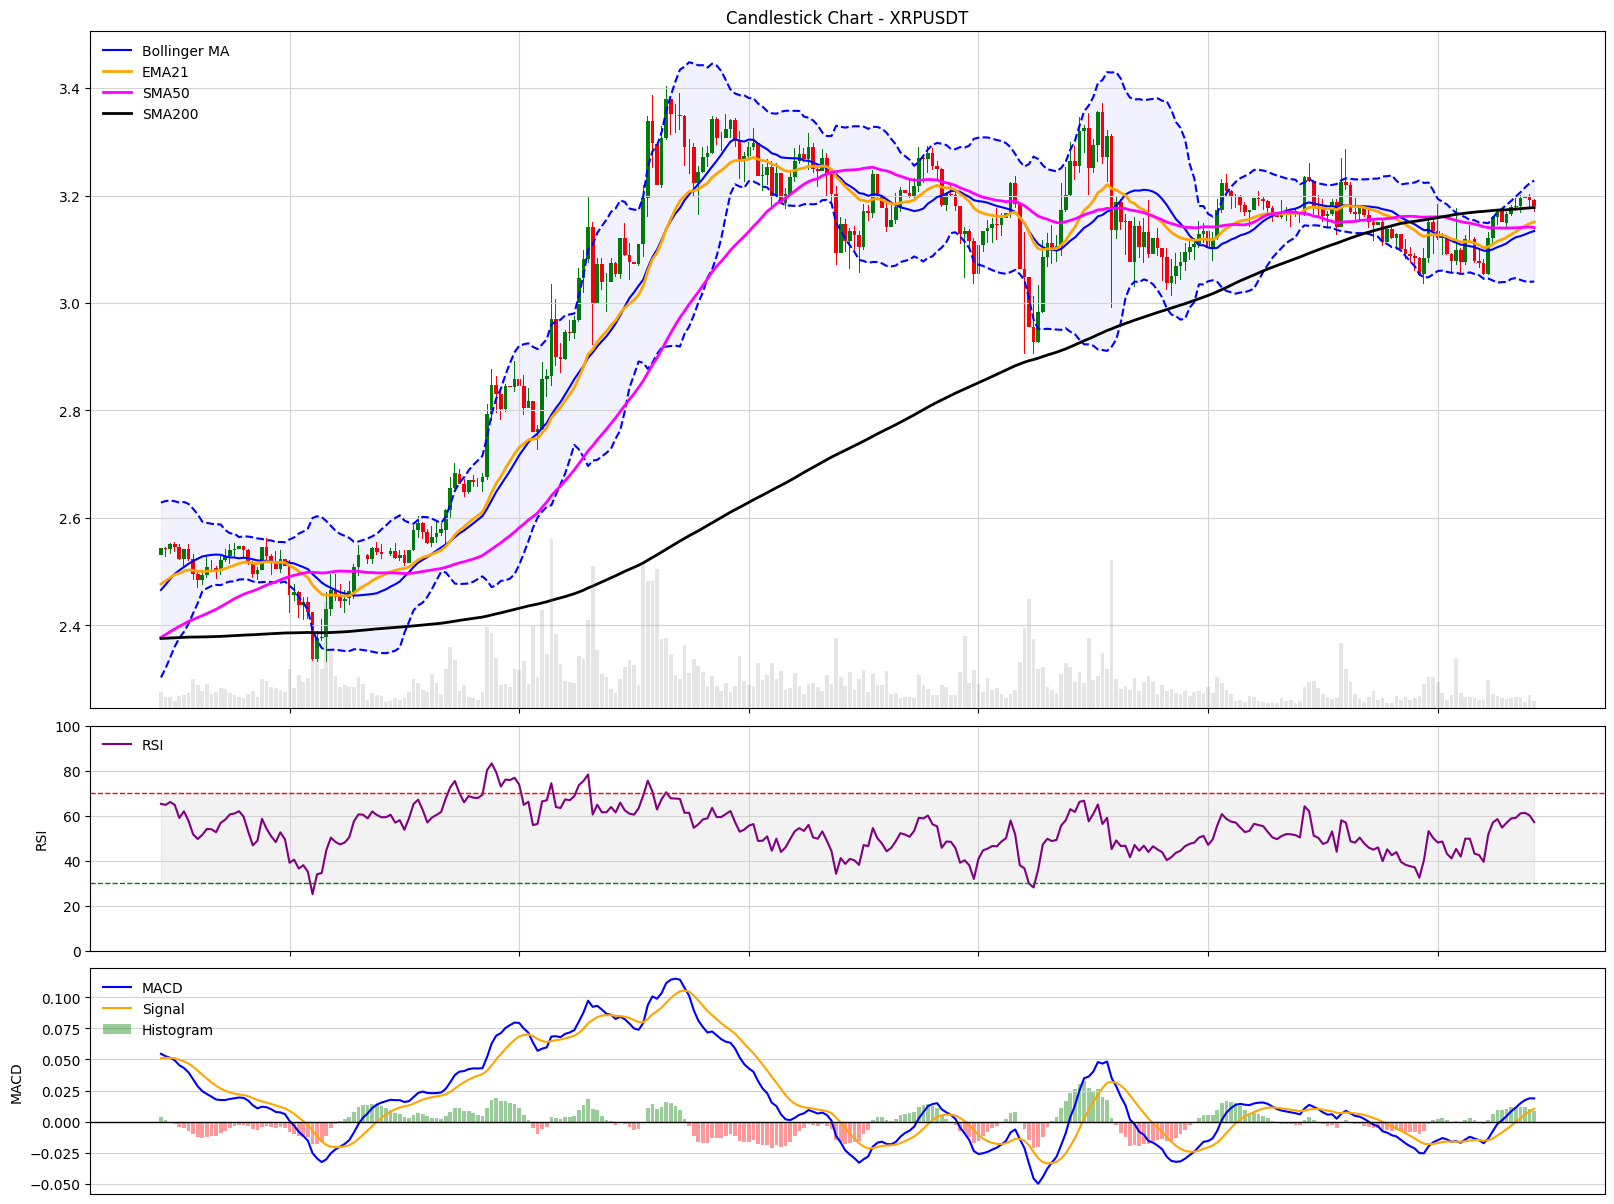 Candlestick Chart - XRPUSDT
Bollinger MA
EMA21
SMA50
SMA200
3.4
3.2
3.0
2.8
2.6
2.4
RSI
100
80
60
40
20
0
RSI
MACD
Signal
Histogram
0.100
0.075
0.050
0.025
0.000
−0.025
−0.050
MACD